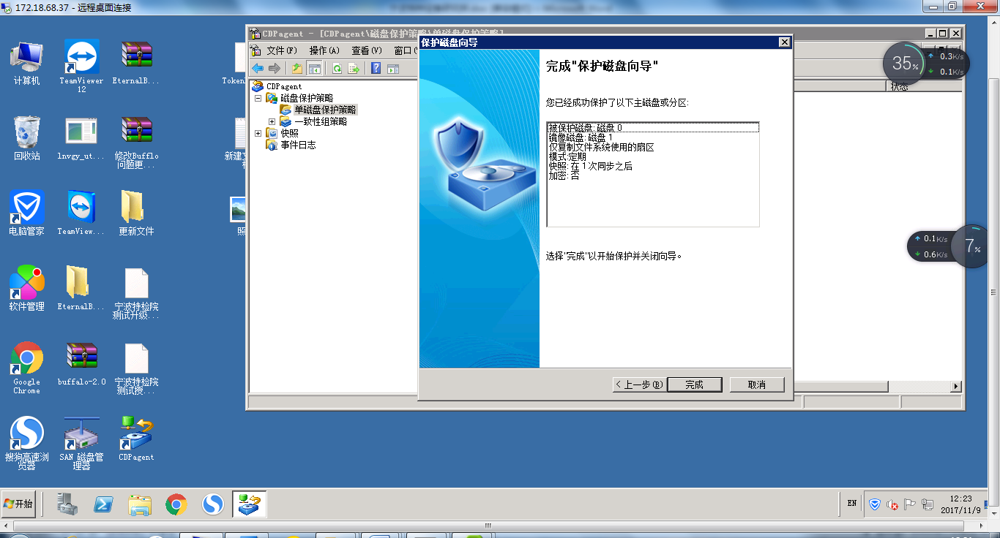 172.18.68.37 - 远程桌面连接
计算机
TeamViewer
12
EternalB...
Token
回收站
lnvgy_ut...
修改Bufflo
问题更...
新建文
电脑管家
TeamView...
更新文件
照
软件管理
EternalB...
宁波特检院
测试升级...
Google
Chrome
buffalo-2.0
宁波特检院
测试授...
搜狗高速浏
览器
SAN 磁盘管
理器
CDPagent
CDPagent - [CDPagent\磁盘保护策略\单磁盘保护策略]
文件(F) 操作(A) 查看(V) 窗口(
CDPagent
磁盘保护策略
单磁盘保护策略
一致性组策略
快照
事件日志
状态
保护磁盘向导
完成"保护磁盘向导"
您已经成功保护了以下主磁盘或分区:
被保护磁盘: 磁盘 0
镜像磁盘: 磁盘 1
仅复制文件系统使用的扇区
模式:定期
快照: 在 1 次同步之后
加密: 否
选择"完成"以开始保护并关闭向导。
< 上一步(B)
完成
取消
35%
0.3K/s
0.1K/s
0.1K/s
0.6K/s
7%
开始
EN
12:23
2017/11/9